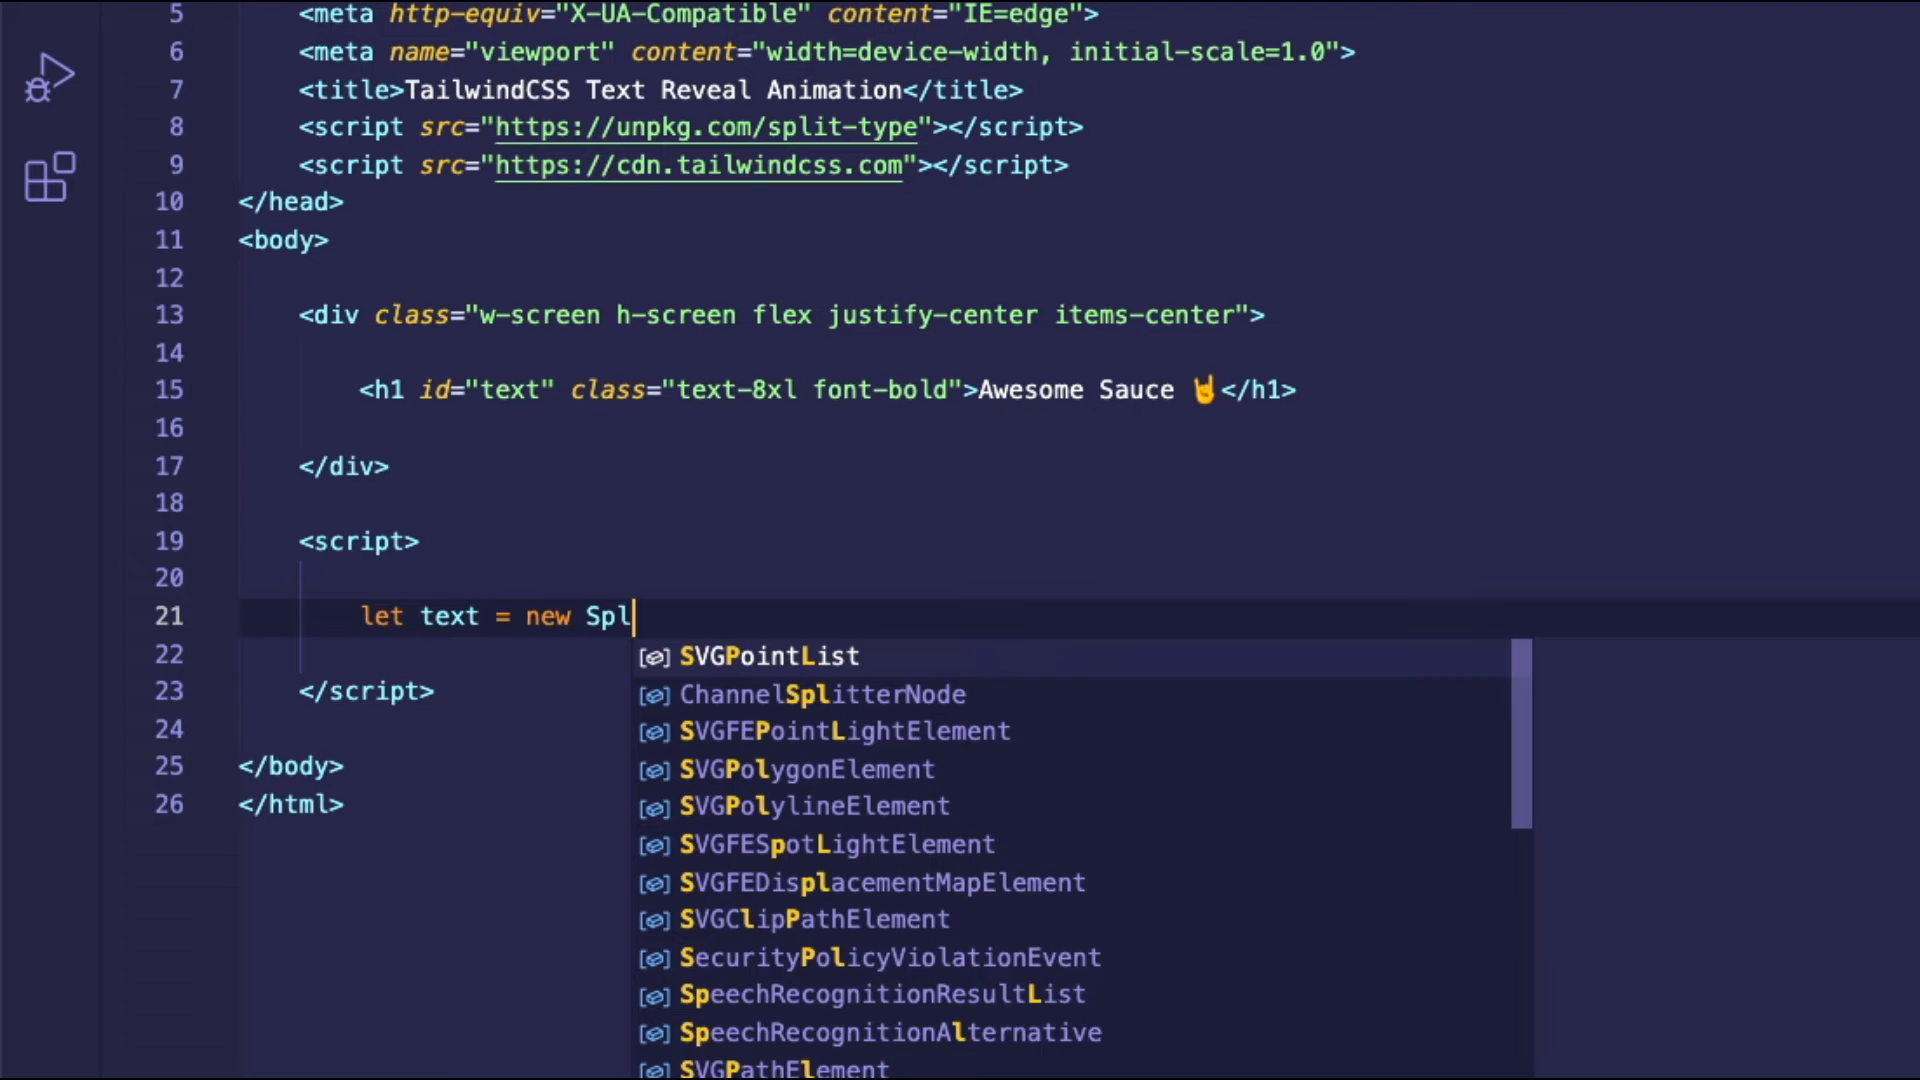 5 <meta http-equiv="X-UA-Compatible" content="IE=edge">
6 <meta name="viewport" content="width=device-width, initial-scale=1.0">
7 <title>TailwindCSS Text Reveal Animation</title>
8 <script src="https://unpkg.com/split-type"></script>
9 <script src="https://cdn.tailwindcss.com"></script>
10 </head>
11 <body>
12
13 <div class="w-screen h-screen flex justify-center items-center">
14
15 <h1 id="text" class="text-8xl font-bold">Awesome Sauce 🤘</h1>
16
17 </div>
18
19 <script>
20
21 let text = new Spl
22
SVGPointList
23 </script>
ChannelSplitterNode
24
SVGFEPointLightElement
25 </body>
SVGPolygonElement
26 </html>
SVGPolylineElement
SVGFESpotLightElement
SVGFEDisplacementMapElement
SVGClipPathElement
SecurityPolicyViolationEvent
SpeechRecognitionResultList
SpeechRecognitionAlternative
SVGPathElement